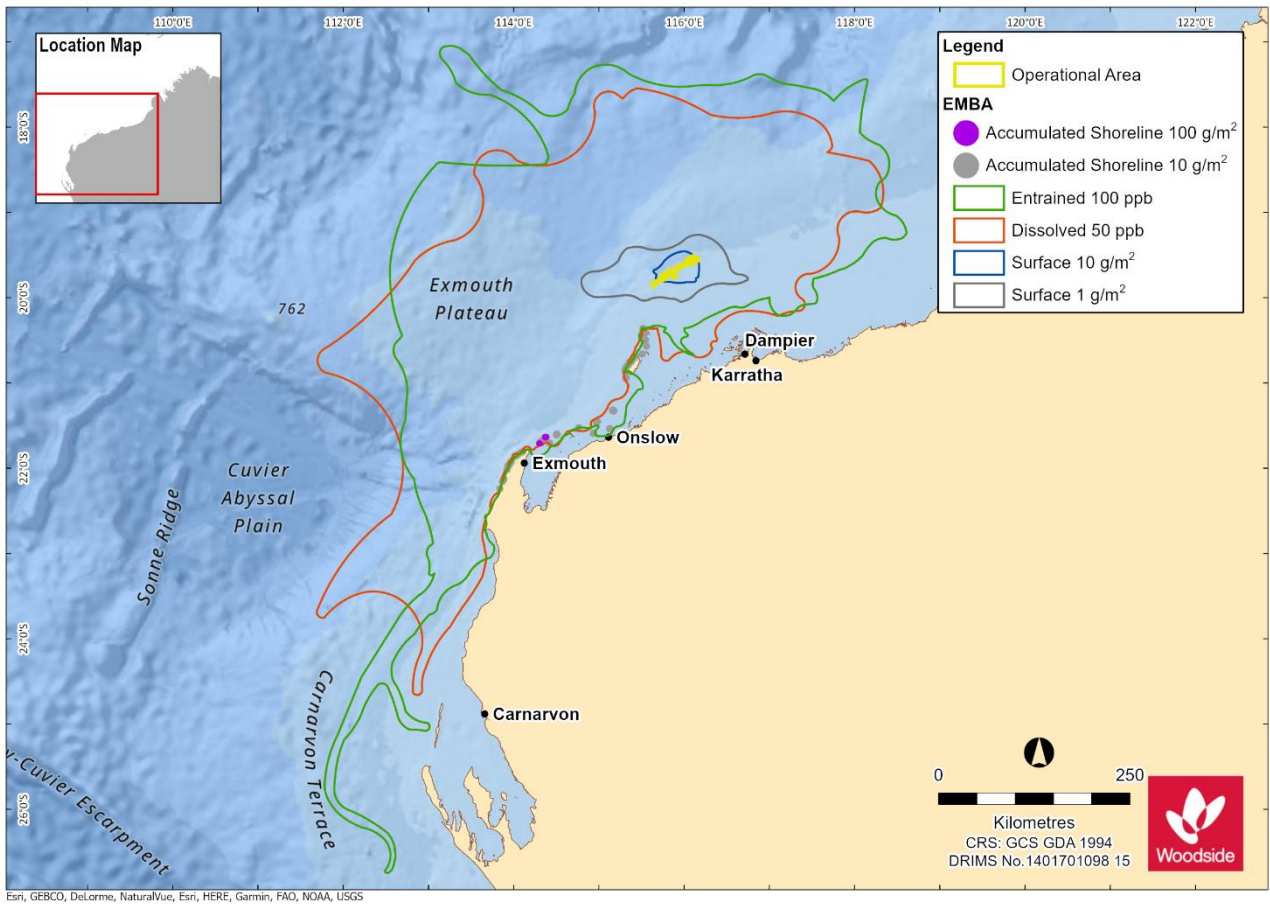 110°0'E
112°0'E
114°0'E
116°0'E
118°0'E
120°0'E
122°0'E
Location Map
Legend
Operational Area
EMBA
Accumulated Shoreline 100 g/m²
Accumulated Shoreline 10 g/m²
Entrained 100 ppb
Dissolved 50 ppb
Surface 10 g/m²
Surface 1 g/m²
18°0'S
20°0'S
22°0'S
24°0'S
26°0'S
Exmouth
Plateau
762
Dampier
Karratha
Onslow
Exmouth
Cuvier
Abyssal
Plain
Sonne Ridge
Carnarvon Terrace
Carnarvon
y-Cuvier Escarpment
0 250
Kilometres
CRS: GCS GDA 1994
DRIMS No.1401701098 15
Woodside
Esri, GEBCO, DeLorme, NaturalVue, Esri, HERE, Garmin, FAO, NOAA, USGS